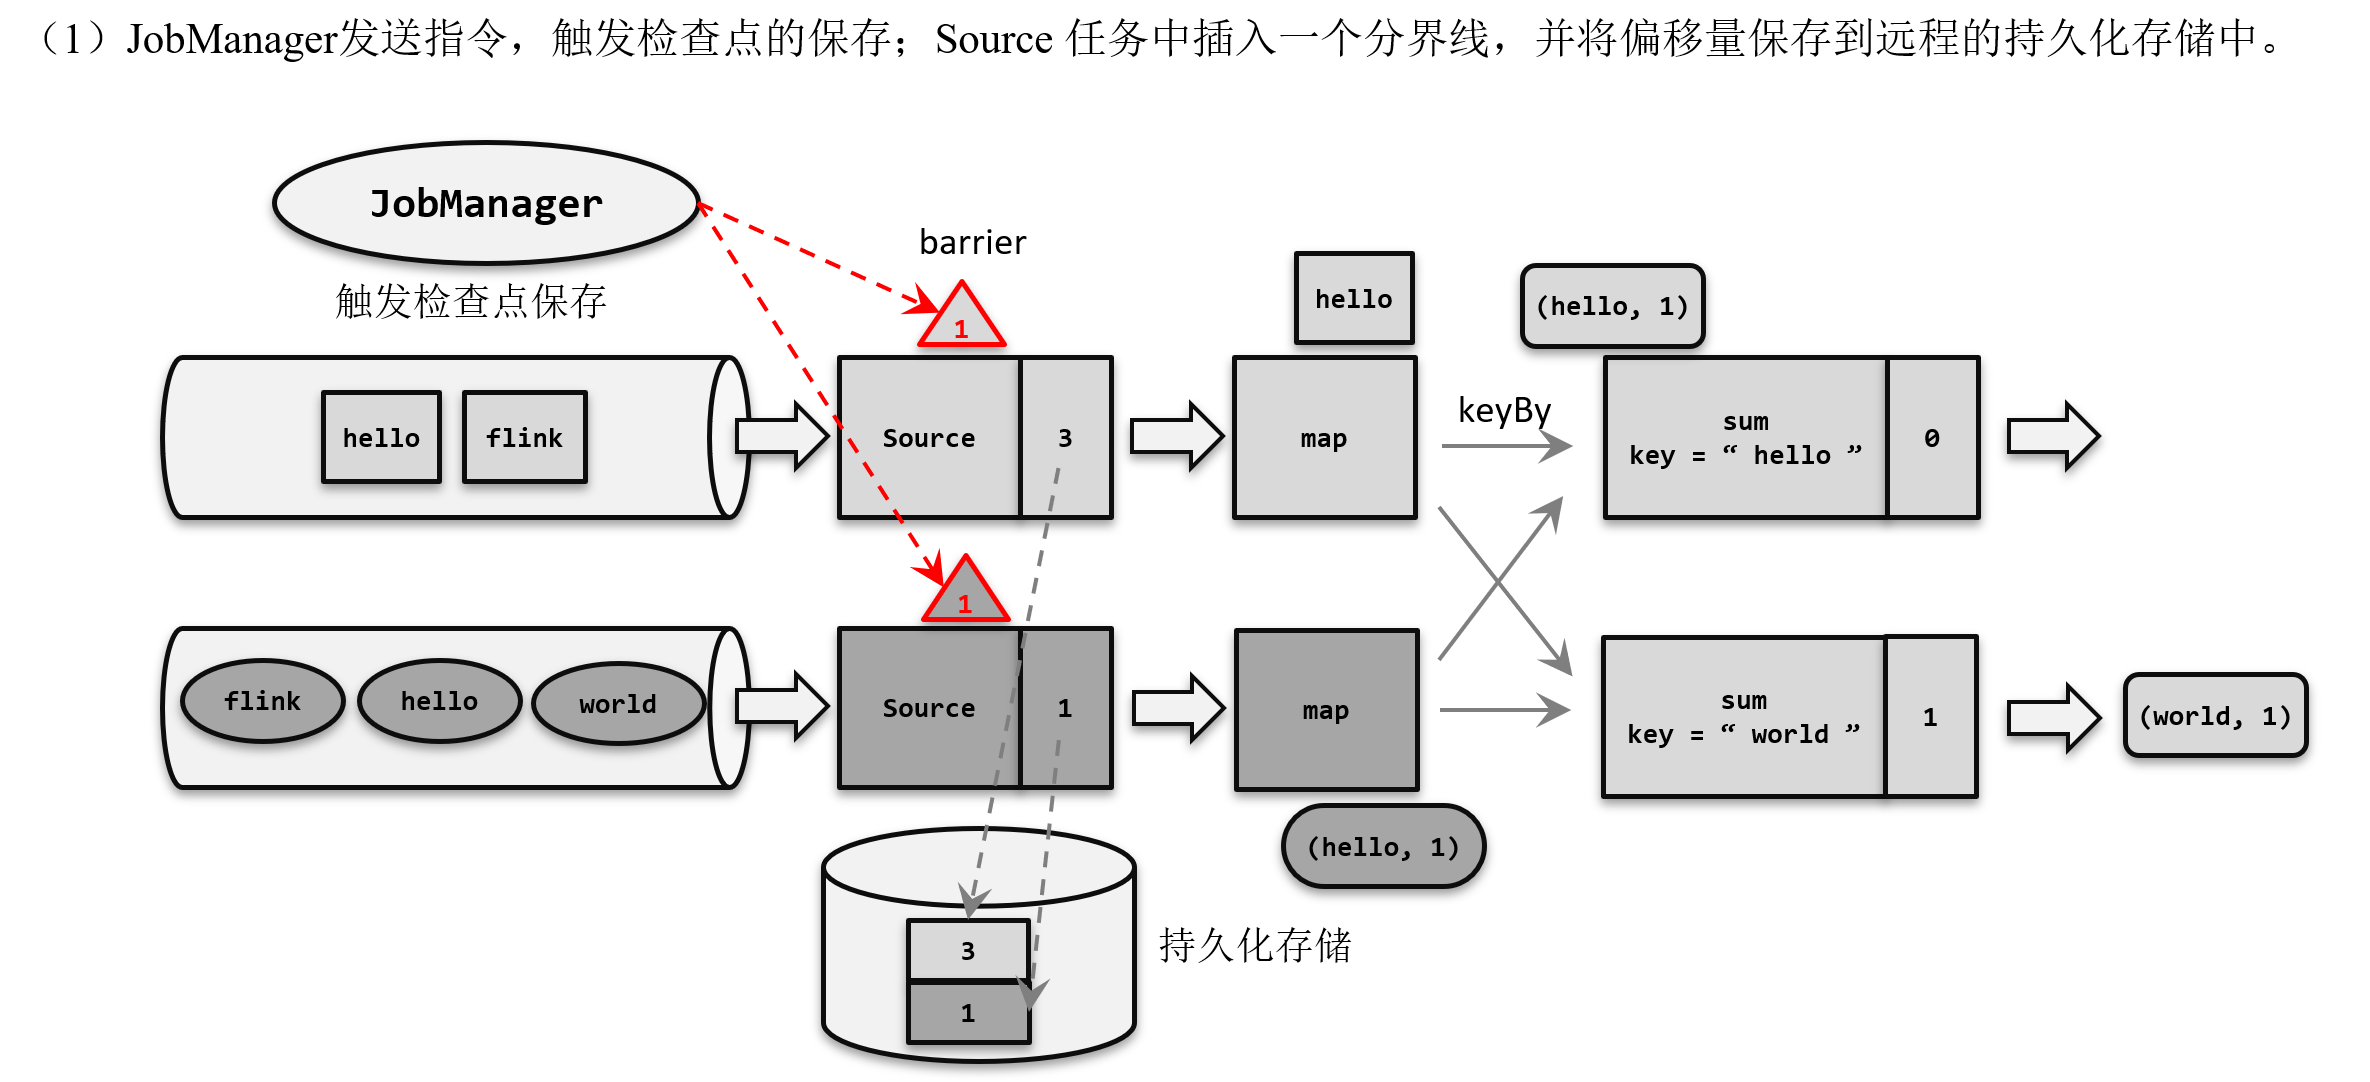 （1）JobManager发送指令，触发检查点的保存；Source 任务中插入一个分界线，并将偏移量保存到远程的持久化存储中。
JobManager
触发检查点保存
barrier
1
hello
(hello, 1)
hello
flink
Source
3
map
keyBy
sum
key = “ hello ”
0
1
flink
hello
world
Source
1
map
sum
key = “ world ”
1
(world, 1)
(hello, 1)
3
1
持久化存储